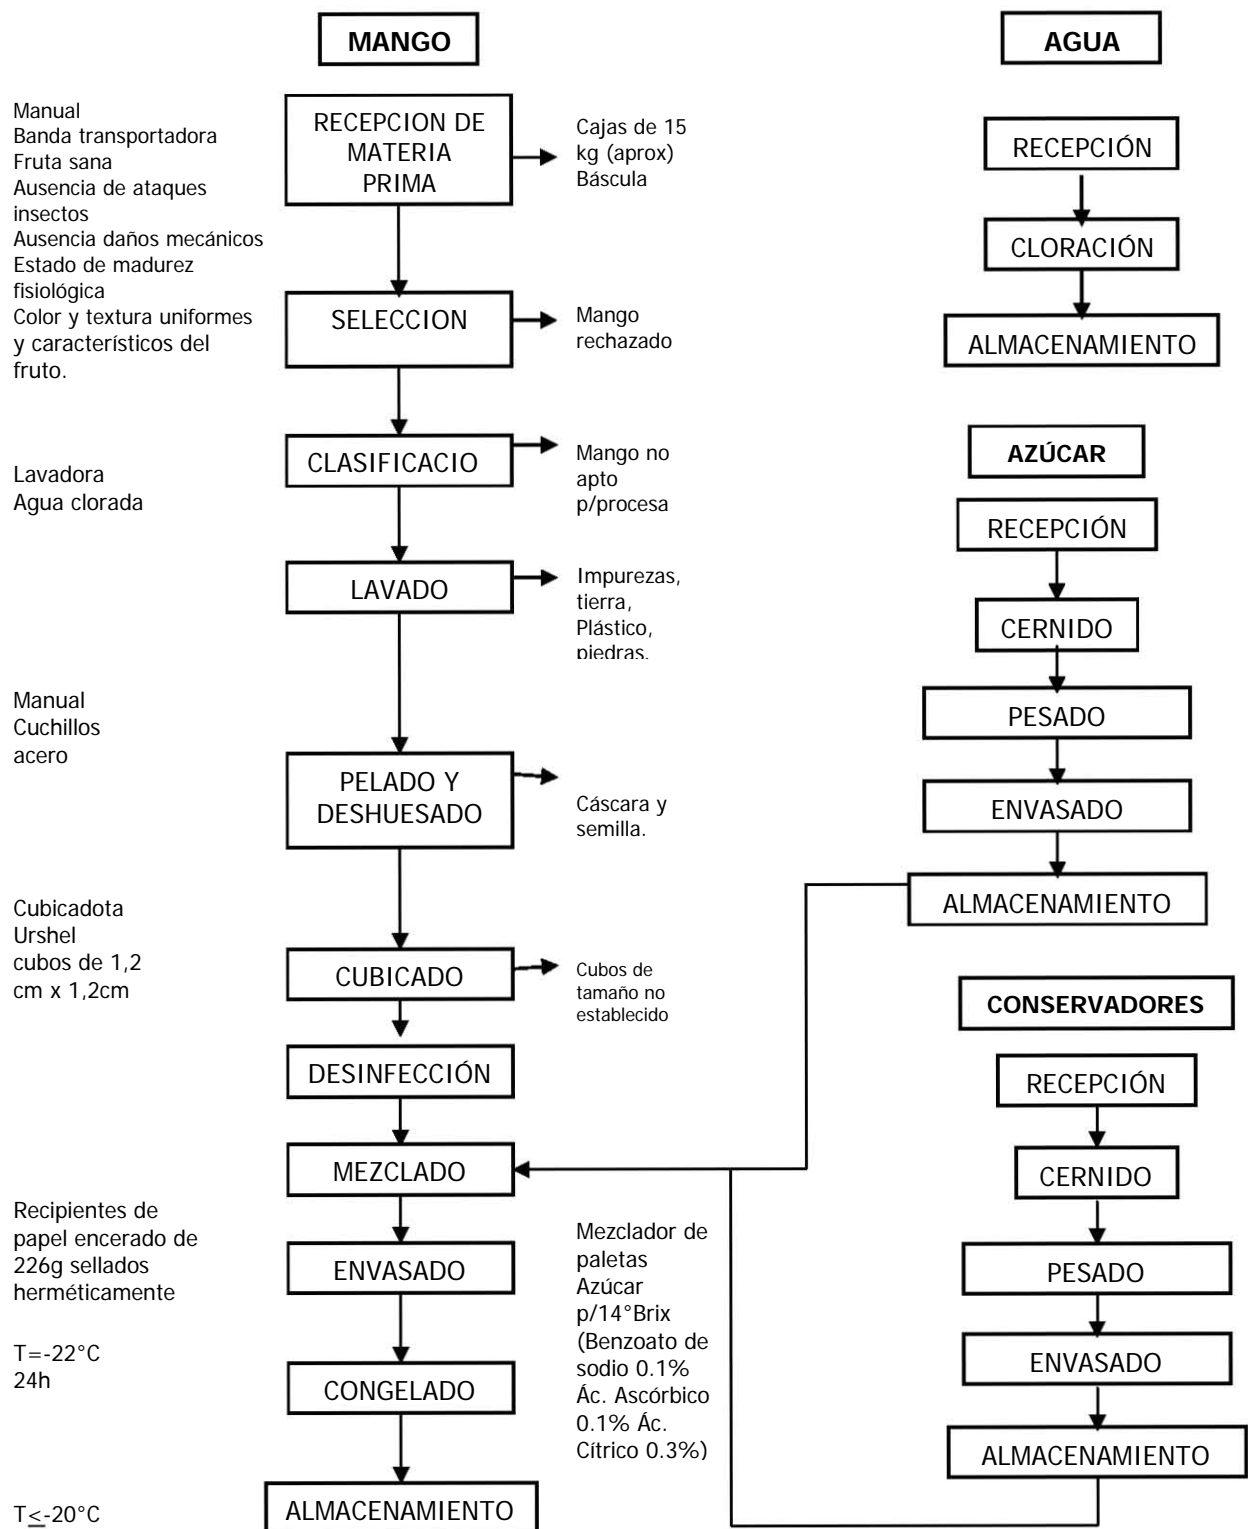 MANGO
Manual
Banda transportadora
Fruta sana
Ausencia de ataques
insectos
Ausencia daños mecánicos
Estado de madurez
fisiológica
Color y textura uniformes
y característicos del
fruto.
RECEPCION DE
MATERIA
PRIMA
Cajas de 15
kg (aprox)
Báscula
SELECCION
Mango
rechazado
CLASIFICACIO
Mango no
apto
p/procesa
Lavadora
Agua clorada
LAVADO
Impurezas,
tierra,
Plástico,
piedras.
Manual
Cuchillos
acero
PELADO Y
DESHUESADO
Cáscara y
semilla.
Cubicadota
Urshel
cubos de 1,2
cm x 1,2cm
CUBICADO
Cubos de
tamaño no
establecido
DESINFECCIÓN
MEZCLADO
Mezclador de
paletas
Azúcar
p/14°Brix
(Benzoato de
sodio 0.1%
Ác. Ascórbico
0.1% Ác.
Cítrico 0.3%)
Recipientes de
papel encerado de
226g sellados
herméticamente
ENVASADO
T=-22°C
24h
CONGELADO
T<-20°C
ALMACENAMIENTO
AGUA
RECEPCIÓN
CLORACIÓN
ALMACENAMIENTO
AZÚCAR
RECEPCIÓN
CERNIDO
PESADO
ENVASADO
ALMACENAMIENTO
CONSERVADORES
RECEPCIÓN
CERNIDO
PESADO
ENVASADO
ALMACENAMIENTO